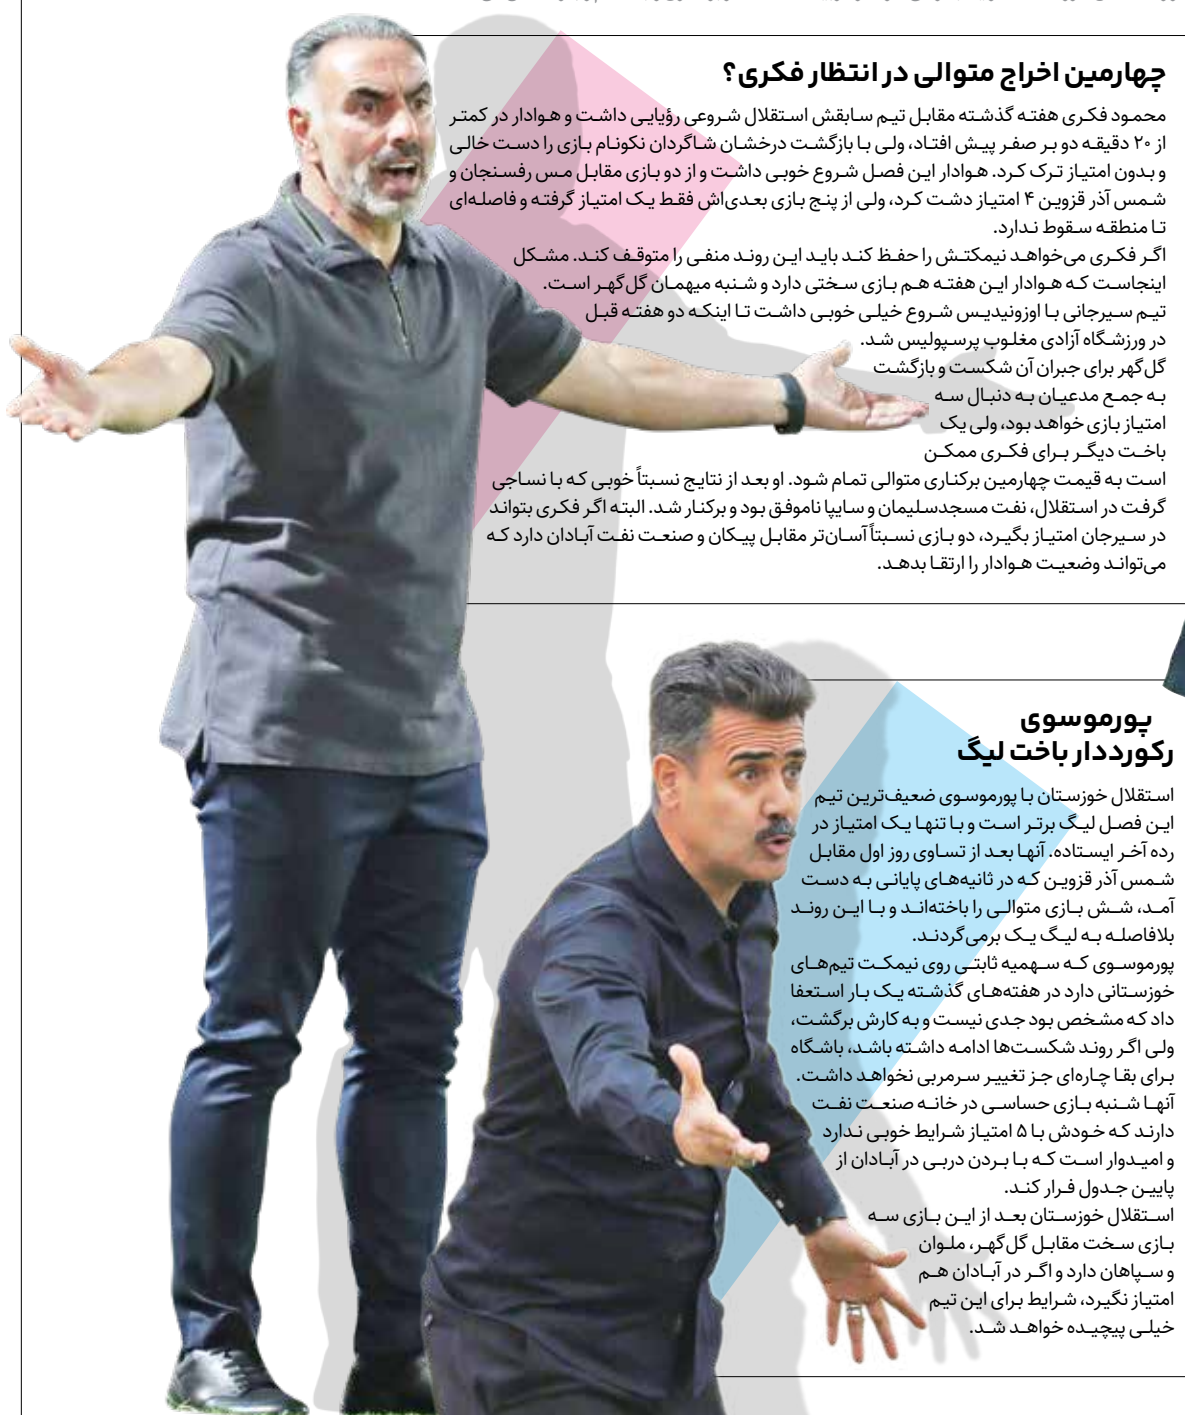 چهارمین اخراج متوالی در انتظار فکری؟
محمود فکری هفته گذشته مقابل تیم سابقش استقلال شروعی رؤیایی داشت و هوادار در کمتر
از ۲۰ دقیقه دو بر صفر پیش افتاد، ولی با بازگشت درخشان شاگردان نکونام بازی را دست خالی
و بدون امتیاز ترک کرد. هوادار این فصل شروع خوبی داشت و از دو بازی مقابل مس رفسنجان و
شمس آذر قزوین ۴ امتیاز دشت کرد، ولی از پنج بازی بعدی‌اش فقط یک امتیاز گرفته و فاصله‌ای
تا منطقه سقوط ندارد.
اگر فکری می‌خواهد نیمکتش را حفظ کند باید این روند منفی را متوقف کند. مشکل
اینجاست که هوادار این هفته هم بازی سختی دارد و شنبه میهمان گل‌گهر است.
تیم سیرجانی با اوزونیدیس شروع خیلی خوبی داشت تا اینکه دو هفته قبل
در ورزشگاه آزادی مغلوب پرسپولیس شد.
گل‌گهر برای جبران آن شکست و بازگشت
به جمع مدعیان به دنبال سه
امتیاز بازی خواهد بود، ولی یک
باخت دیگر برای فکری ممکن
است به قیمت چهارمین برکناری متوالی تمام شود. او بعد از نتایج نسبتاً خوبی که با نساجی
گرفت در استقلال، نفت مسجدسلیمان و سایپا ناموفق بود و برکنار شد. البته اگر فکری بتواند
در سیرجان امتیاز بگیرد، دو بازی نسبتاً آسان‌تر مقابل پیکان و صنعت نفت آبادان دارد که
می‌تواند وضعیت هوادار را ارتقا بدهد.
پورموسوی
رکورددار باخت لیگ
استقلال خوزستان با پورموسوی ضعیف‌ترین تیم
این فصل لیگ برتر است و با تنها یک امتیاز در
رده آخر ایستاده. آنها بعد از تساوی روز اول مقابل
شمس آذر قزوین که در ثانیه‌های پایانی به دست
آمد، شش بازی متوالی را باخته‌اند و با این روند
بلافاصله به لیگ یک برمی‌گردند.
پورموسوی که سهمیه ثابتی روی نیمکت تیم‌های
خوزستانی دارد در هفته‌های گذشته یک بار استعفا
داد که مشخص بود جدی نیست و به کارش برگشت،
ولی اگر روند شکست‌ها ادامه داشته باشد، باشگاه
برای بقا چاره‌ای جز تغییر سرمربی نخواهد داشت.
آنها شنبه بازی حساسی در خانه صنعت نفت
دارند که خودش با ۵ امتیاز شرایط خوبی ندارد
و امیدوار است که با بردن دربی در آبادان از
پایین جدول فرار کند.
استقلال خوزستان بعد از این بازی سه
بازی سخت مقابل گل‌گهر، ملوان
و سپاهان دارد و اگر در آبادان هم
امتیاز نگیرد، شرایط برای این تیم
خیلی پیچیده خواهد شد.